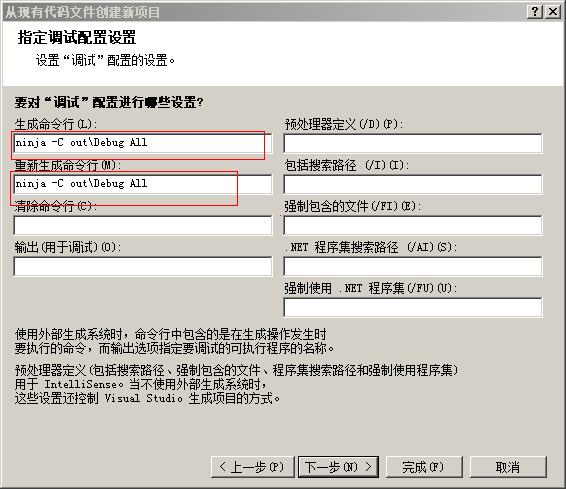 从现有代码文件创建新项目
指定调试配置设置
设置“调试”配置的设置。
要对“调试”配置进行哪些设置?
生成命令行(L):
ninja -C out\Debug All
重新生成命令行(M):
ninja -C out\Debug All
清除命令行(C):
输出(用于调试)(O):
预处理器定义(/D)(P):
包括搜索路径 (/I)(I):
强制包含的文件(/FI)(E):
.NET 程序集搜索路径 (/AI)(S):
强制使用 .NET 程序集(/FU)(U):
使用外部生成系统时，命令行中包含的是在生成操作发生时
要执行的命令，而输出选项指定要调试的可执行程序的名称。
预处理器定义(包括搜索路径、强制包含的文件、程序集搜索路径和强制使用程序集)
用于 IntelliSense。当不使用外部生成系统时，
这些设置还控制 Visual Studio 生成项目的方式。
< 上一步(P)
下一步(N) >
完成(F)
取消